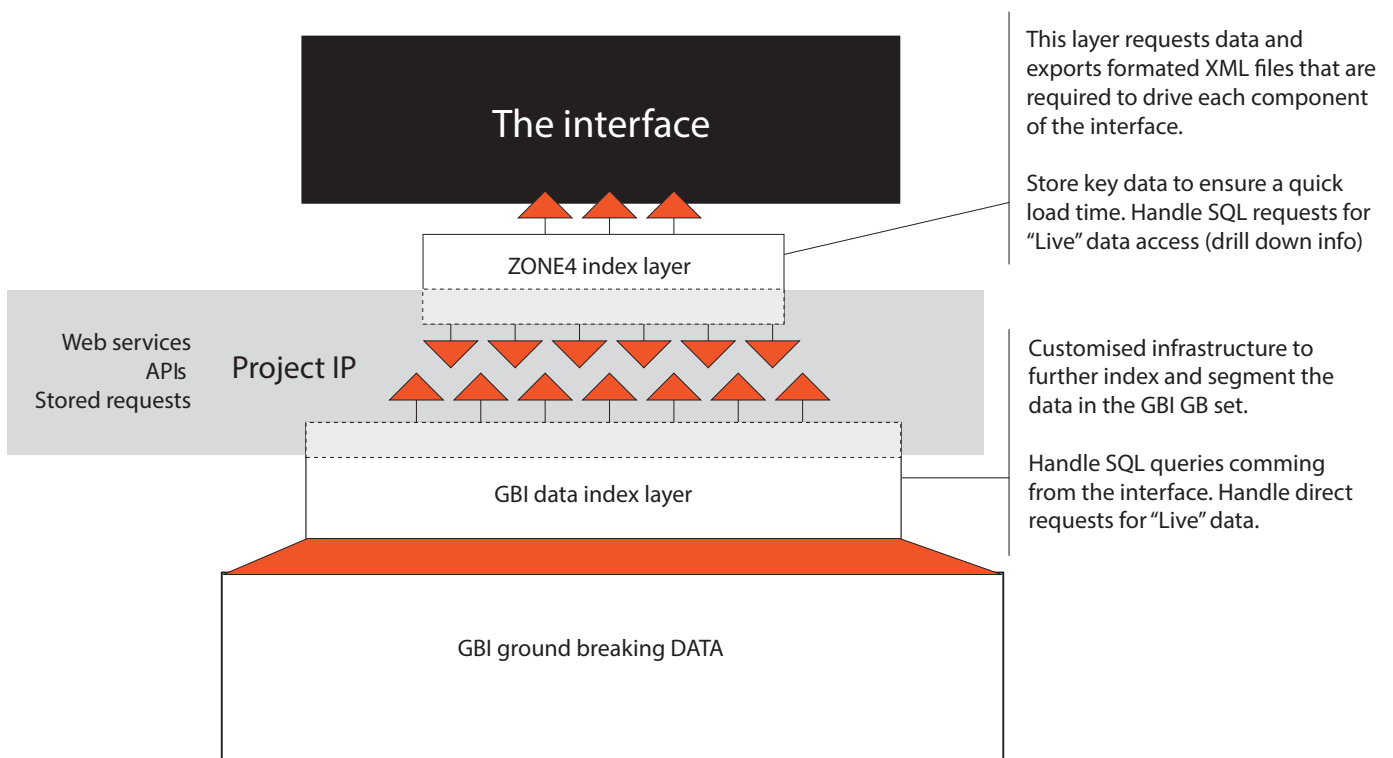 The interface
This layer requests data and
exports formated XML files that are
required to drive each component
of the interface.
Store key data to ensure a quick
load time. Handle SQL requests for
“Live” data access (drill down info)
ZONE4 index layer
Web services
APIs
Stored requests
Project IP
Customised infrastructure to
further index and segment the
data in the GBI GB set.
Handle SQL queries comming
from the interface. Handle direct
requests for “Live” data.
GBI data index layer
GBI ground breaking DATA